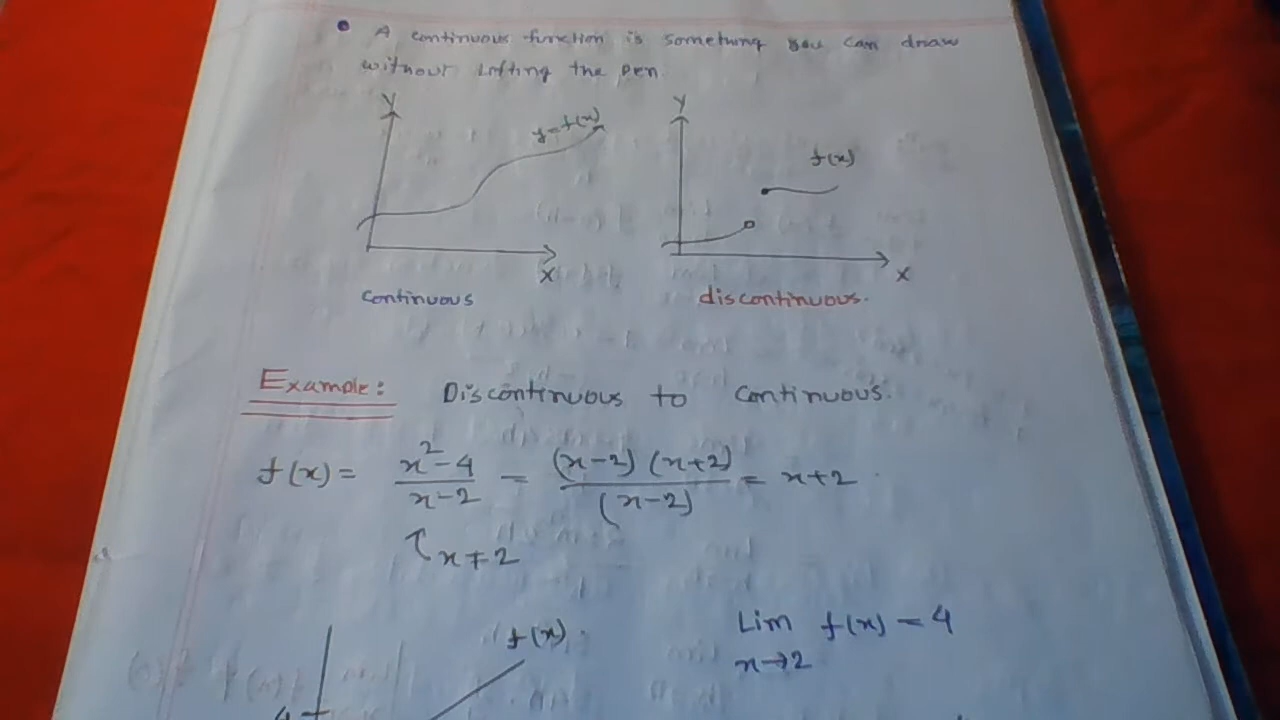 • A continuous function is something you can draw
without lifting the pen.
Y
y=f(x)
X
continuous
Y
f(x)
X
discontinuous.
Example: Discontinuous to continuous.
f(x) = x²-4 / x-2 = (x-2)(x+2) / (x-2) = x+2
x≠2
f(x)
4
Lim f(x) = 4
x→2